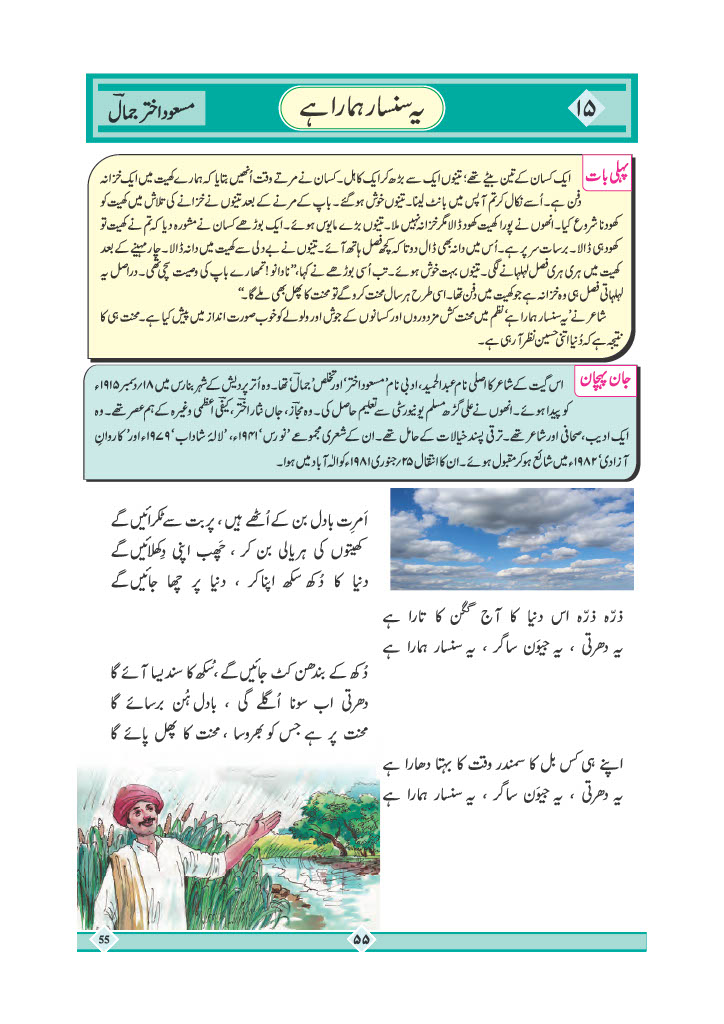 ۱۵
یہ سنسار ہمارا ہے
مسعود اختر جمالؔ
پہلی بات
ایک کسان کے تین بیٹے تھے؛ تینوں ایک سے بڑھ کر ایک کاہل۔ کسان نے مرتے وقت اُنھیں بتایا کہ ہمارے کھیت میں ایک خزانہ
دفن ہے۔ اُسے نکال کر تم آپس میں بانٹ لینا۔ تینوں خوش ہو گئے۔ باپ کے مرنے کے بعد تینوں نے خزانے کی تلاش میں کھیت کو
کھودنا شروع کیا۔ انھوں نے پورا کھیت کھود ڈالا مگر خزانہ نہیں ملا۔ تینوں بڑے مایوس ہوئے۔ ایک بوڑھے کسان نے مشورہ دیا کہ تم نے کھیت تو
کھود ہی ڈالا۔ برسات سر پر ہے۔ اُس میں دانہ بھی ڈال دو تا کہ کچھ فصل ہاتھ آئے۔ تینوں نے بے دلی سے کھیت میں دانہ ڈالا۔ چار مہینے کے بعد
کھیت میں ہری ہری فصل لہلہانے لگی۔ تینوں بہت خوش ہوئے۔ تب اُسی بوڑھے نے کہا، ”نادانو! تمھارے باپ کی وصیت سچی تھی۔ دراصل یہ
لہلہاتی فصل ہی وہ خزانہ ہے جو کھیت میں دفن تھا۔ اسی طرح ہر سال محنت کرو گے تو محنت کا پھل بھی ملے گا۔“
شاعر نے ’یہ سنسار ہمارا ہے‘ نظم میں محنت کش مزدوروں اور کسانوں کے جوش اور ولولے کو خوب صورت انداز میں پیش کیا ہے۔ محنت ہی کا
نتیجہ ہے کہ دُنیا اتنی حسین نظر آ رہی ہے۔
جان پہچان
اس گیت کے شاعر کا اصلی نام عبدالحمید، ادبی نام ’مسعود اختر‘ اور تخلص ’جمال‘ تھا۔ وہ اُتر پردیش کے شہر بنارس میں ۱۸؍دسمبر ۱۹۱۵ء
کو پیدا ہوئے۔ انھوں نے علی گڑھ مسلم یونیورسٹی سے تعلیم حاصل کی۔ وہ مجازؔ، جاں نثار اخترؔ، کیفیؔ اعظمی وغیرہ کے ہم عصر تھے۔ وہ
ایک ادیب، صحافی اور شاعر تھے۔ ترقی پسند خیالات کے حامل تھے۔ ان کے شعری مجموعے ’نورس‘ ۱۹۴۱ء، ’لالۂ شاداب‘ ۱۹۷۹ء اور ’کاروانِ
آزادی‘ ۱۹۸۲ء میں شائع ہو کر مقبول ہوئے۔ ان کا انتقال ۲۵؍جنوری ۱۹۸۱ء کو الٰہ آباد میں ہوا۔
اَمرِت بادل بن کے اُٹھے ہیں ، پربت سے ٹکرائیں گے
کھیتوں کی ہریالی بن کر ، چَھب اپنی دِکھلائیں گے
دنیا کا دُکھ سکھ اپنا کر ، دنیا پر چھا جائیں گے
ذرّہ ذرّہ اس دنیا کا آج گگن کا تارا ہے
یہ دھرتی ، یہ جیوَن ساگر ، یہ سنسار ہمارا ہے
دُکھ کے بندھن کٹ جائیں گے ، سُکھ کا سندیسا آئے گا
دھرتی اب سونا اُگلے گی ، بادل ہُن برسائے گا
محنت پر ہے جس کو بھروسا ، محنت کا پھل پائے گا
اپنے ہی کس بل کا سمندر وقت کا بہتا دھارا ہے
یہ دھرتی ، یہ جیوَن ساگر ، یہ سنسار ہمارا ہے
55
۵۵